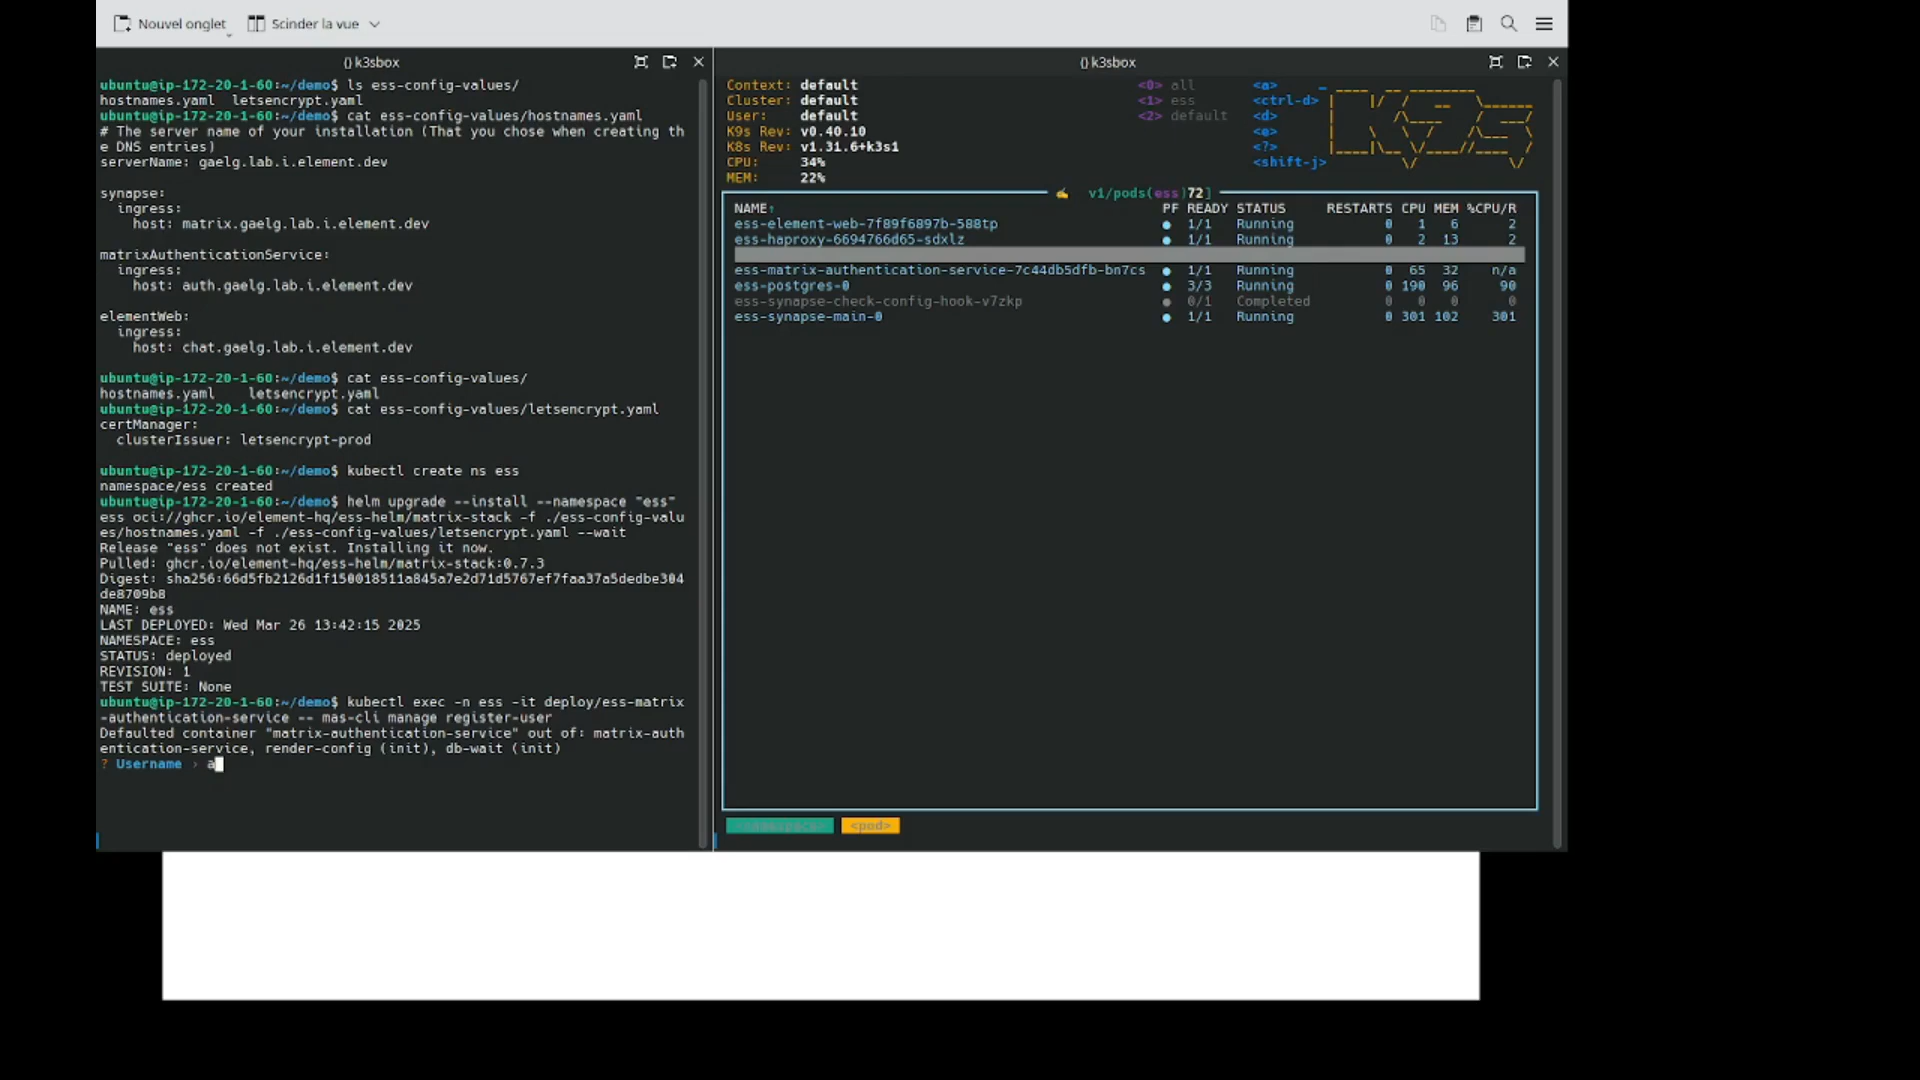 Nouvel onglet Scinder la vue
() k3sbox
ubuntu@ip-172-20-1-60:~/demo$ ls ess-config-values/
hostnames.yaml  letsencrypt.yaml
ubuntu@ip-172-20-1-60:~/demo$ cat ess-config-values/hostnames.yaml
# The server name of your installation (That you chose when creating th
e DNS entries)
serverName: gaelg.lab.i.element.dev

synapse:
  ingress:
    host: matrix.gaelg.lab.i.element.dev

matrixAuthenticationService:
  ingress:
    host: auth.gaelg.lab.i.element.dev

elementWeb:
  ingress:
    host: chat.gaelg.lab.i.element.dev

ubuntu@ip-172-20-1-60:~/demo$ cat ess-config-values/
hostnames.yaml    letsencrypt.yaml
ubuntu@ip-172-20-1-60:~/demo$ cat ess-config-values/letsencrypt.yaml
certManager:
  clusterIssuer: letsencrypt-prod

ubuntu@ip-172-20-1-60:~/demo$ kubectl create ns ess
namespace/ess created
ubuntu@ip-172-20-1-60:~/demo$ helm upgrade --install --namespace "ess"
ess oci://ghcr.io/element-hq/ess-helm/matrix-stack -f ./ess-config-valu
es/hostnames.yaml -f ./ess-config-values/letsencrypt.yaml --wait
Release "ess" does not exist. Installing it now.
Pulled: ghcr.io/element-hq/ess-helm/matrix-stack:0.7.3
Digest: sha256:66d5fb2126d1f150018511a845a7e2d71d5767ef7faa37a5dedbe304
de8709b8
NAME: ess
LAST DEPLOYED: Wed Mar 26 13:42:15 2025
NAMESPACE: ess
STATUS: deployed
REVISION: 1
TEST SUITE: None
ubuntu@ip-172-20-1-60:~/demo$ kubectl exec -n ess -it deploy/ess-matrix
-authentication-service -- mas-cli manage register-user
Defaulted container "matrix-authentication-service" out of: matrix-auth
entication-service, render-config (init), db-wait (init)
? Username › a
() k3sbox
Context: default <0> all <a>
Cluster: default <1> ess <ctrl-d>
User: default <2> default <d>
K9s Rev: v0.40.10 <e>
K8s Rev: v1.31.6+k3s1 <?>
CPU: 34% <shift-j>
MEM: 22%
v1/pods(ess)72]
NAME↑ PF READY STATUS RESTARTS CPU MEM %CPU/R
ess-element-web-7f89f6897b-588tp ● 1/1 Running 0 1 6 2
ess-haproxy-6694766d65-sdxlz ● 1/1 Running 0 2 13 2
ess-matrix-authentication-service-7c44db5dfb-bn7cs ● 1/1 Running 0 65 32 n/a
ess-postgres-0 ● 3/3 Running 0 190 96 90
ess-synapse-check-config-hook-v7zkp ● 0/1 Completed 0 0 0 0
ess-synapse-main-0 ● 1/1 Running 0 301 102 301
<pod>